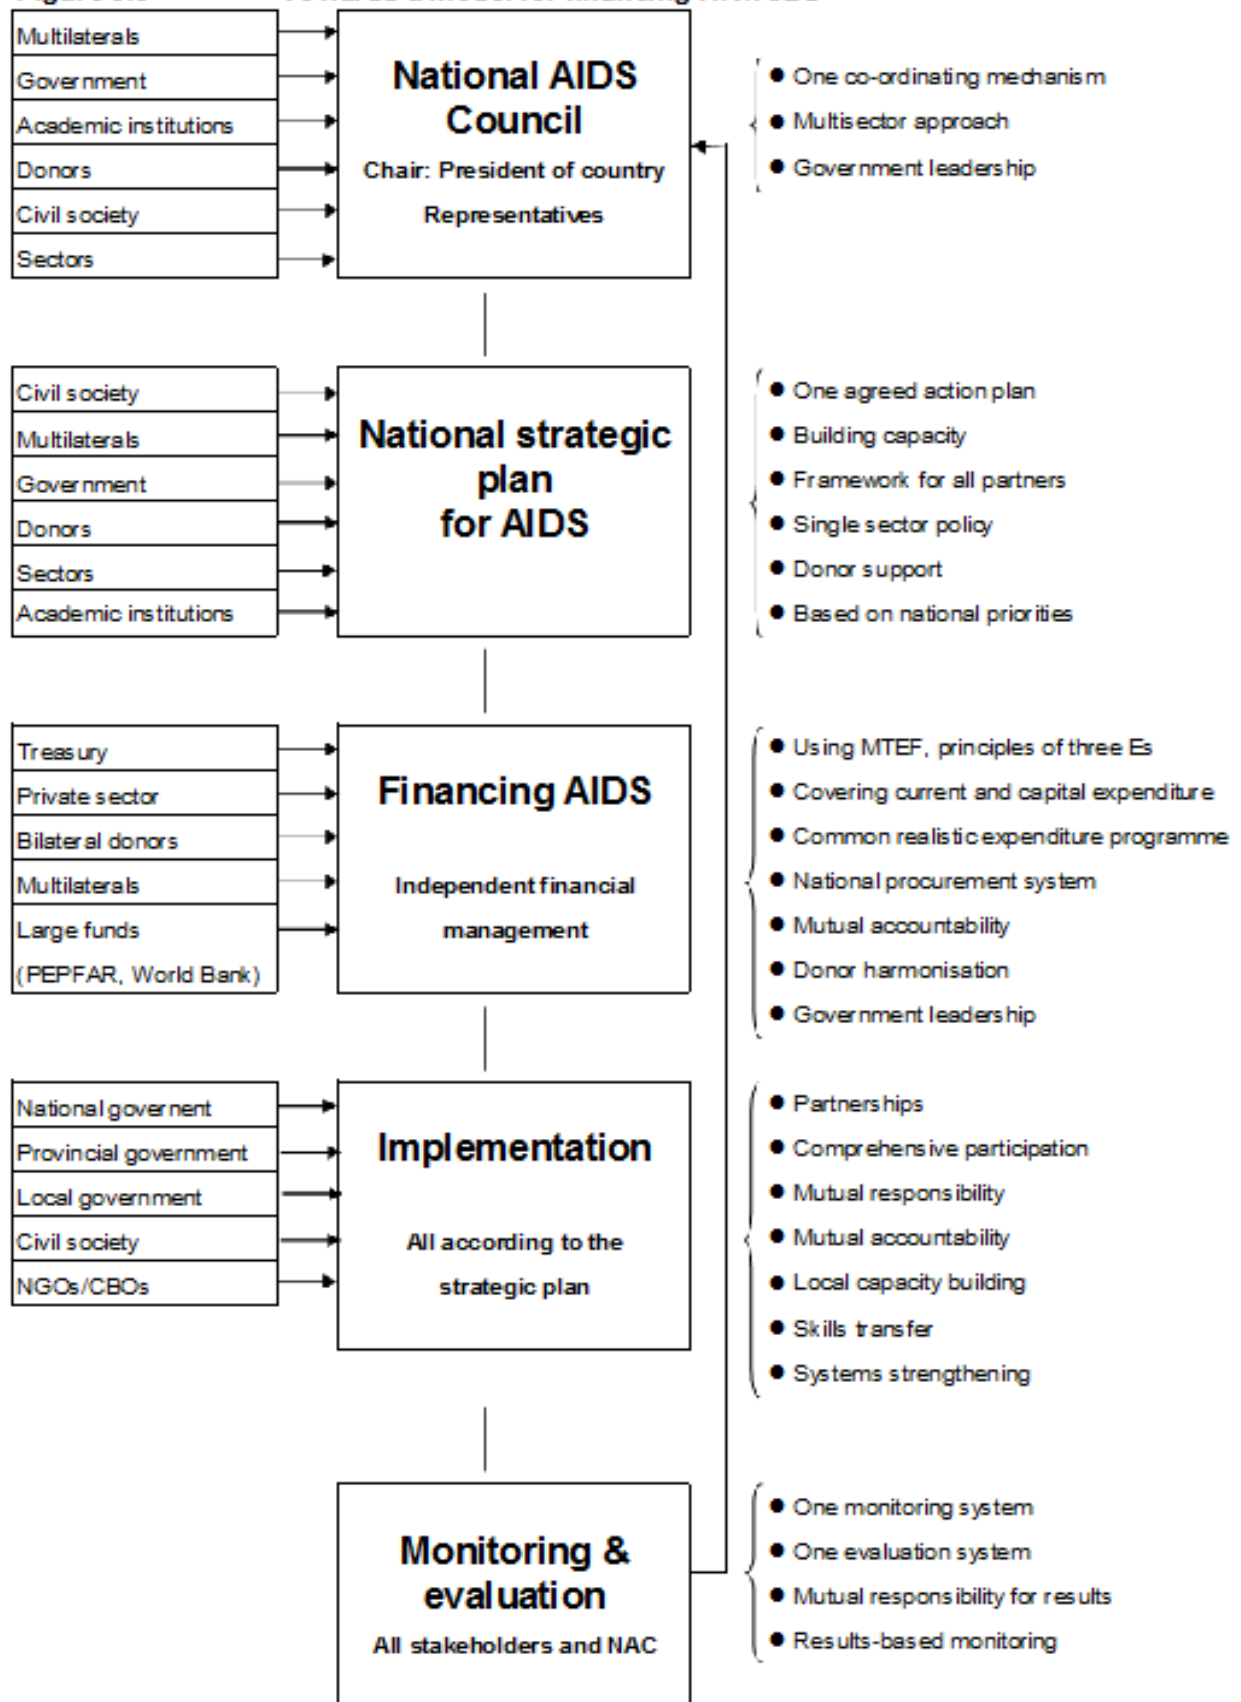 Multilaterals
Government
Academic institutions
Donors
Civil society
Sectors
National AIDS
Council
Chair: President of country
Representatives
● One co-ordinating mechanism
● Multisector approach
● Government leadership
Civil society
Multilaterals
Government
Donors
Sectors
Academic institutions
National strategic
plan
for AIDS
● One agreed action plan
● Building capacity
● Framework for all partners
● Single sector policy
● Donor support
● Based on national priorities
Treasury
Private sector
Bilateral donors
Multilaterals
Large funds
(PEPFAR, World Bank)
Financing AIDS
Independent financial
management
● Using MTEF, principles of three Es
● Covering current and capital expenditure
● Common realistic expenditure programme
● National procurement system
● Mutual accountability
● Donor harmonisation
● Government leadership
National governent
Provincial government
Local government
Civil society
NGOs/CBOs
Implementation
All according to the
strategic plan
● Partnerships
● Comprehensive participation
● Mutual responsibility
● Mutual accountability
● Local capacity building
● Skills transfer
● Systems strengthening
Monitoring &
evaluation
All stakeholders and NAC
● One monitoring system
● One evaluation system
● Mutual responsibility for results
● Results-based monitoring